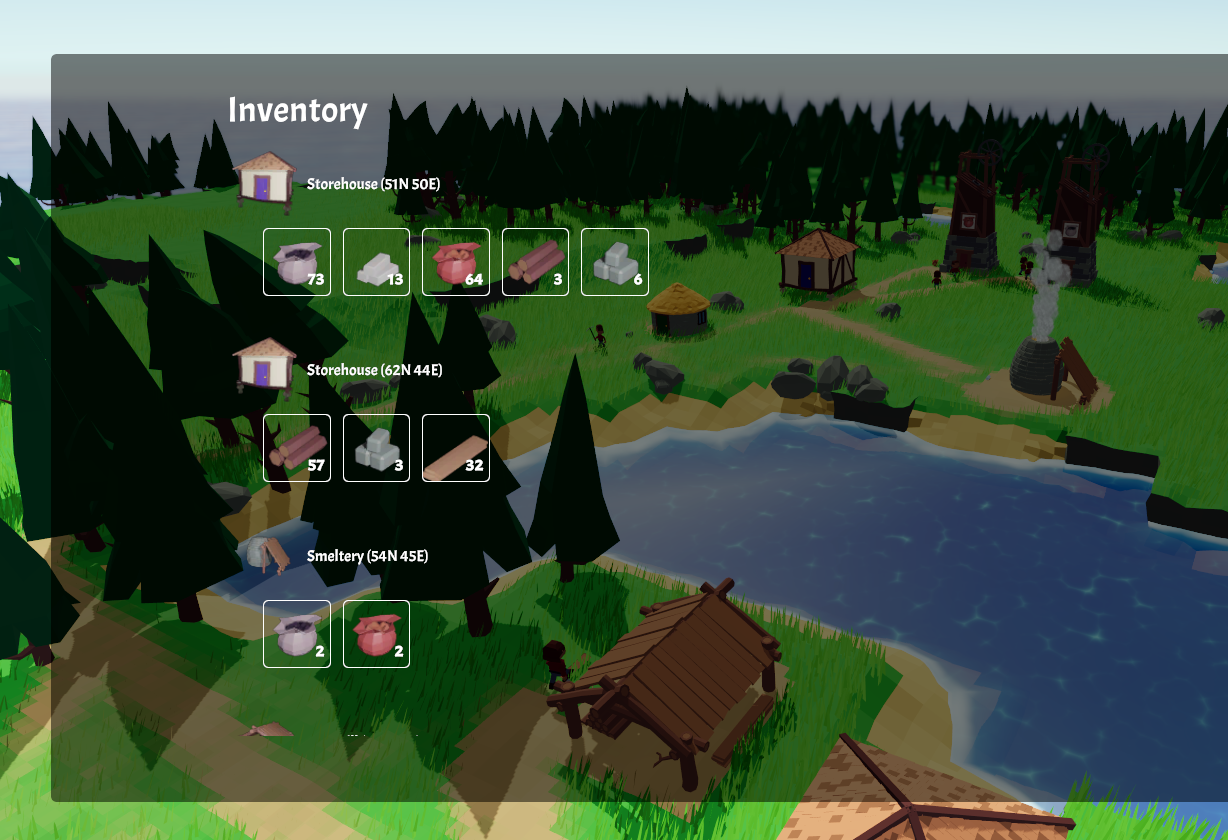 Inventory
Storehouse (51N 50E)
73 13 64 3 6
Storehouse (62N 44E)
57 3 32
Smeltery (54N 45E)
2 2